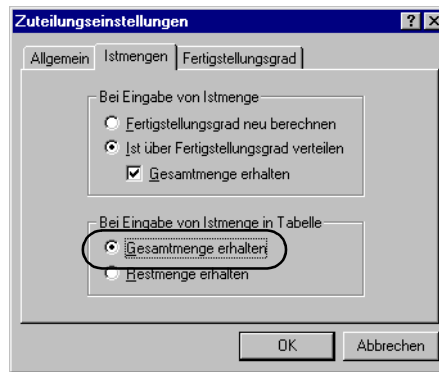 Zuteilungseinstellungen
Allgemein Istmengen Fertigstellungsgrad
Bei Eingabe von Istmenge
Fertigstellungsgrad neu berechnen
Ist über Fertigstellungsgrad verteilen
Gesamtmenge erhalten
Bei Eingabe von Istmenge in Tabelle
Gesamtmenge erhalten
Restmenge erhalten
OK Abbrechen